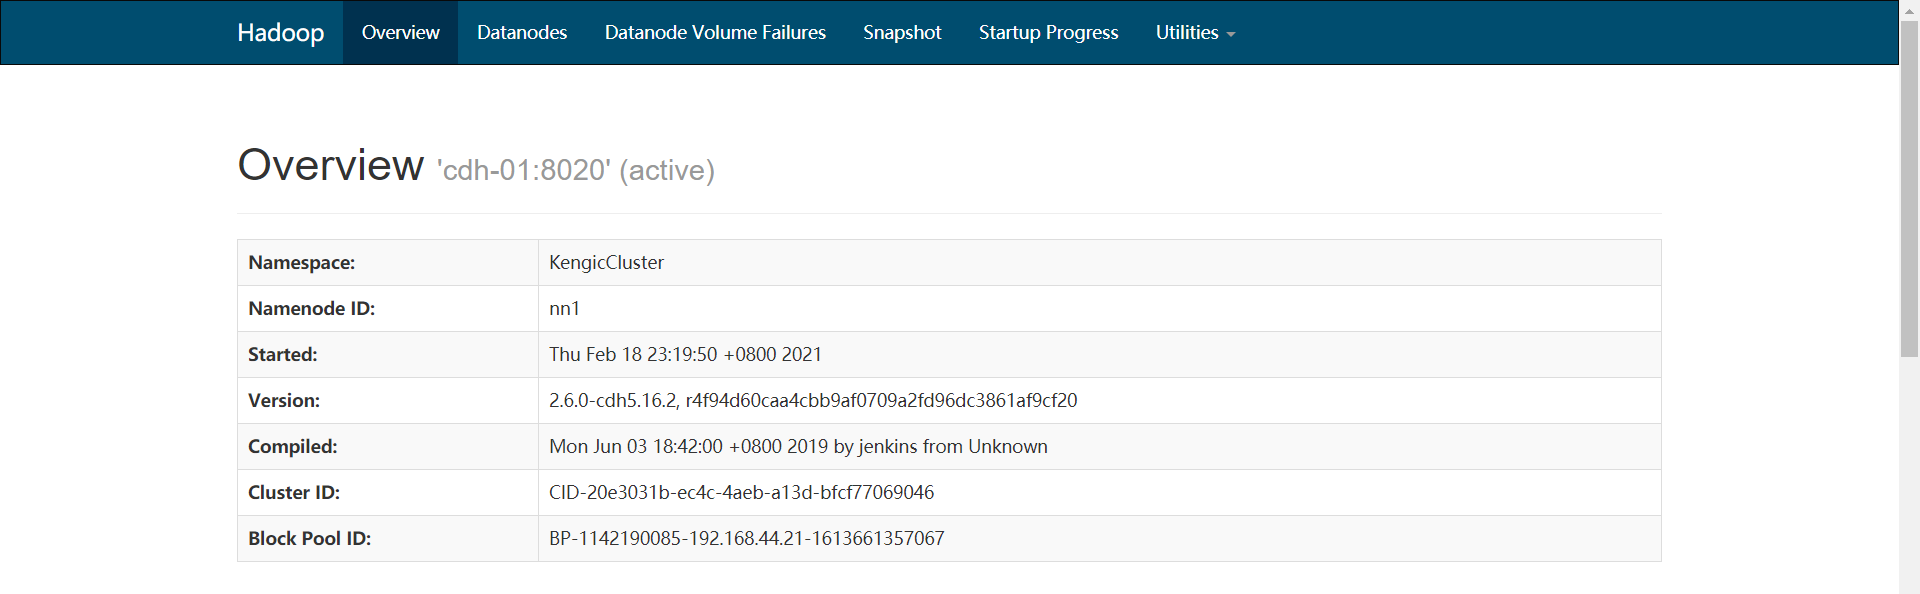 Hadoop Overview Datanodes Datanode Volume Failures Snapshot Startup Progress Utilities
Overview 'cdh-01:8020' (active)
Namespace: KengicCluster
Namenode ID: nn1
Started: Thu Feb 18 23:19:50 +0800 2021
Version: 2.6.0-cdh5.16.2, r4f94d60caa4cbb9af0709a2fd96dc3861af9cf20
Compiled: Mon Jun 03 18:42:00 +0800 2019 by jenkins from Unknown
Cluster ID: CID-20e3031b-ec4c-4aeb-a13d-bfcf77069046
Block Pool ID: BP-1142190085-192.168.44.21-1613661357067